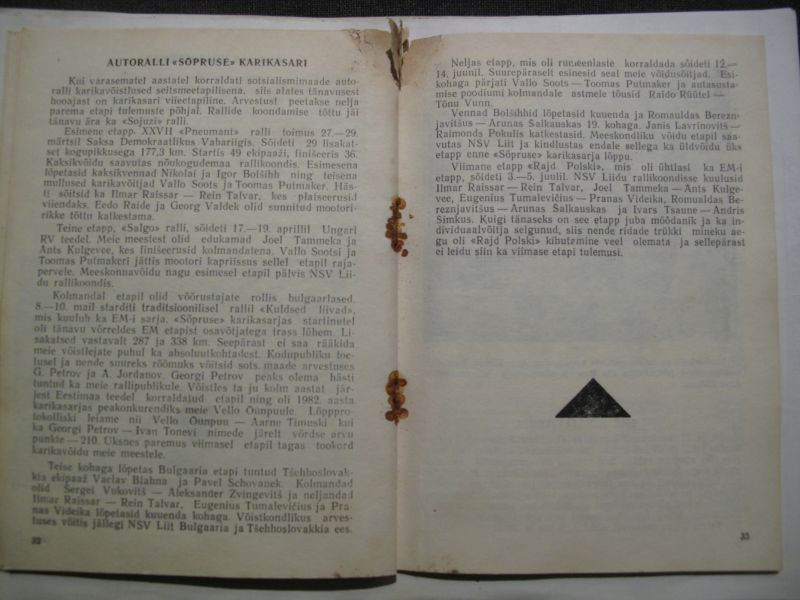 AUTORALLI «SÕPRUSE» KARIKASARI
Kui varasematel aastatel korraldati sotsialismimaade auto-
ralli karikavõistlused seitsmeetapilisena, siis alates tänavusest
hooajast on karikasari viieetapiline. Arvestust peetakse nelja
parema etapi tulemuste põhjal. Rallide koondamise tõttu jäi
tänavu ära ka «Sojuzi» ralli.
Esimene etapp, XXVII «Pneumant» ralli toimus 27.—29.
märtsil Saksa Demokraatlikus Vabariigis. Sõideti 29 lisakat-
set kogupikkusega 177,3 km. Startis 49 ekipaaži, finišeeris 36.
Kaksikvõidu saavutas nõukogudemaa rallikoondis. Esimesena
lõpetasid kaksikvennad Nikolai ja Igor Bolšihh ning teisena
mullused karikavõitjad Vallo Soots ja Toomas Putmaker. Häs-
ti sõitsid ka Ilmar Raissar — Rein Talvar, kes platseerusid
viiendaks. Eedo Raide ja Georg Valdek olid sunnitud mootori-
rikke tõttu katkestama.
Teine etapp, «Salgo» ralli, sõideti 17.—19. aprillil Ungari
RV teedel. Meie meestest olid edukamad Joel Tammeka ja
Ants Kulgevee, kes finišeerusid kolmandatena. Vallo Sootsi ja
Toomas Putmakeri jättis mootori kapriissus sellel etapil raja-
pervele. Meeskonnavõidu nagu esimesel etapil pälvis NSV Lii-
du rallikoondis.
Kolmandal etapil olid võõrustajate rollis bulgaarlased.
8.—10. mail starditi traditsioonilisel rallil «Kuldsed liivad»,
mis kuulub ka EM-i sarja. «Sõpruse» karikasarjas startinutel
oli tänavu võrreldes EM etapist osavõtjatega trass lühem. Li-
sakatsed vastavalt 287 ja 338 km. Seepärast ei saa rääkida
meie võistlejate puhul ka absoluutkohtadest. Kodupubliku toe-
tusel ja nende suureks rõõmuks võitsid sots.maade arvestuses
G. Petrov ja A. Jordanov. Georgi Petrov peaks olema hästi
tuntud ka meie rallipublikule. Võistles ta ju kolm aastat jär-
jest Eestimaa teedel korraldatud etapil ning oli 1982. aasta
karikasarjas peakonkurendiks meie Vello Õunpuule. Lõppro-
tokolliski leiame nii Vello Õunpuu — Aarne Timuski kui
ka Georgi Petrov — Ivan Tonevi nimede järelt võrdse arvu
punkte — 210. Üksnes paremus viimasel etapil tagas tookord
karikavõidu meie meestele.
Teise kohaga lõpetas Bulgaaria etapi tuntud Tšehhoslovak-
kia ekipaaž Vaclav Blahna ja Pavel Schovanek. Kolmandad
olid Sergei Vukovitš — Aleksander Zvingevitš ja neljandad
Ilmar Raissar — Rein Talvar, Eugenius Tumalevičius ja Pra-
nas Videika lõpetasid kuuenda kohaga. Võistkondlikus arves-
tuses võitis jällegi NSV Liit Bulgaaria ja Tšehhoslovakkia ees.
32
Neljas etapp, mis oli rumeenlaste korraldada sõideti 12.—
14. juunil. Suurepäraselt esinesid seal meie võidusõitjad. Esi-
kohaga pärjati Vallo Soots — Toomas Putmaker ja autasusta-
mise poodiumi kolmandale astmele tõusid Raido Rüütel —
Tõnu Vunn.
Vennad Bolšihhid lõpetasid kuuenda ja Romualdas Berezn-
javitšus — Arunas Salkauskas 19. kohaga. Janis Lavrinovitš —
Raimonds Pokulis katkestasid. Meeskondliku võidu etapil saa-
vutas NSV Liit ja kindlustas endale sellega ka üldvõidu üks
etapp enne «Sõpruse» karikasarja lõppu.
Viimane etapp «Rajd Polski», mis oli ühtlasi ka EM-i
etapp, sõideti 3.—5. juulil. NSV Liidu rallikoondisse kuulusid
Ilmar Raissar — Rein Talvar, Joel Tammeka — Ants Kulge-
vee, Eugenius Tumalevičius — Pranas Videika, Romualdas Be-
reznjavitšus — Arunas Salkauskas ja Ivars Tsaune — Andris
Simkus. Kuigi tänaseks on see etapp juba möödanik ja ka in-
dividuaalvõitja selgunud, siis nende ridade trükki mineku ae-
gu oli «Rajd Polski» kihutamine veel olemata ja sellepärast
ei leidu siin ka viimase etapi tulemusi.
33